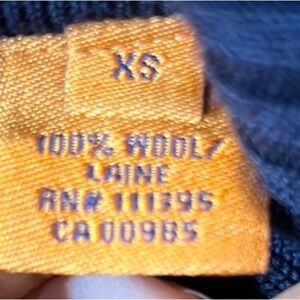 XS
100% WOOL/
LAINE
RN# 111395
CA 00985